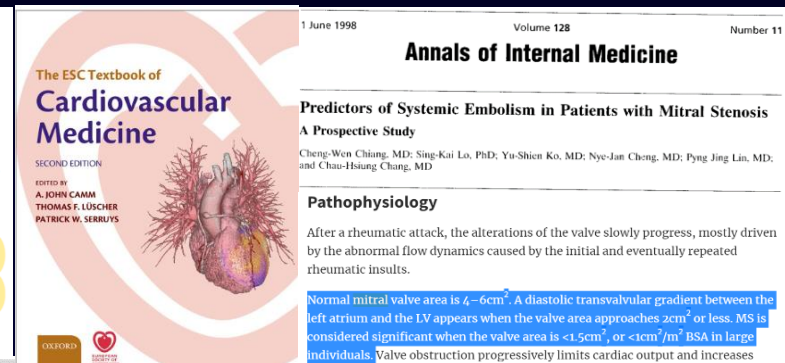 The ESC Textbook of
Cardiovascular
Medicine
SECOND EDITION
EDITED BY
A. JOHN CAMM
THOMAS F. LÜSCHER
PATRICK W. SERRUYS
OXFORD
EUROPEAN
SOCIETY OF
1 June 1998
Volume 128
Number 11
Annals of Internal Medicine
Predictors of Systemic Embolism in Patients with Mitral Stenosis
A Prospective Study
Cheng-Wen Chiang, MD; Sing-Kai Lo, PhD; Yu-Shien Ko, MD; Nye-Jan Cheng, MD; Pyng Jing Lin, MD;
and Chau-Hsiung Chang, MD
Pathophysiology
After a rheumatic attack, the alterations of the valve slowly progress, mostly driven
by the abnormal flow dynamics caused by the initial and eventually repeated
rheumatic insults.
Normal mitral valve area is 4–6cm². A diastolic transvalvular gradient between the
left atrium and the LV appears when the valve area approaches 2cm² or less. MS is
considered significant when the valve area is <1.5cm², or <1cm²/m² BSA in large
individuals. Valve obstruction progressively limits cardiac output and increases